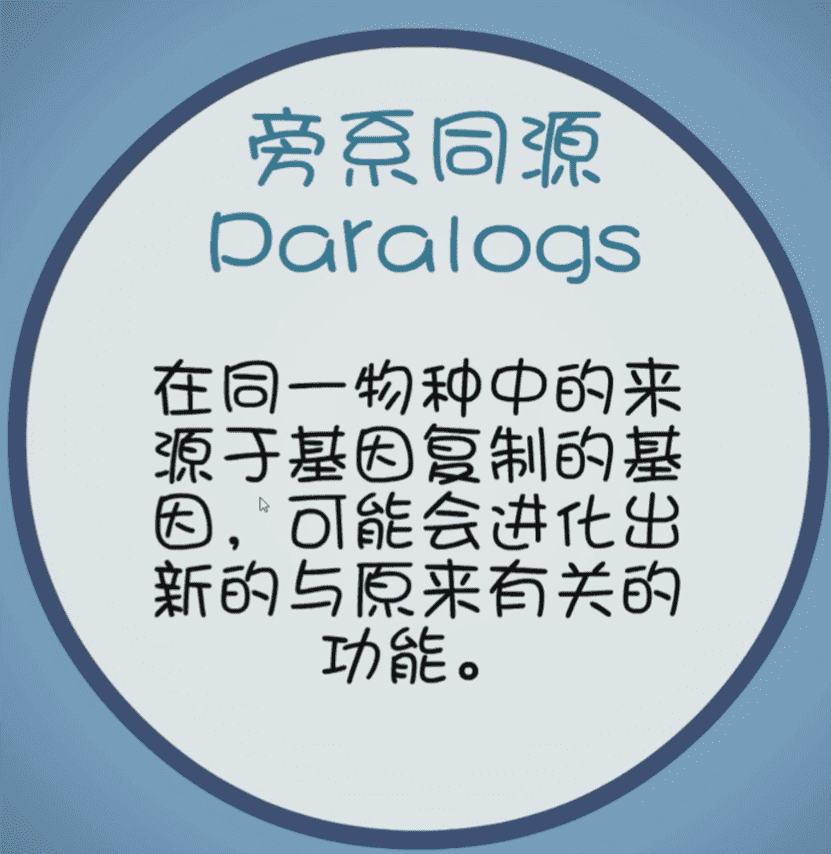 旁系同源
Paralogs
在同一物种中的来
源于基因复制的基
因，可能会进化出
新的与原来有关的
功能。